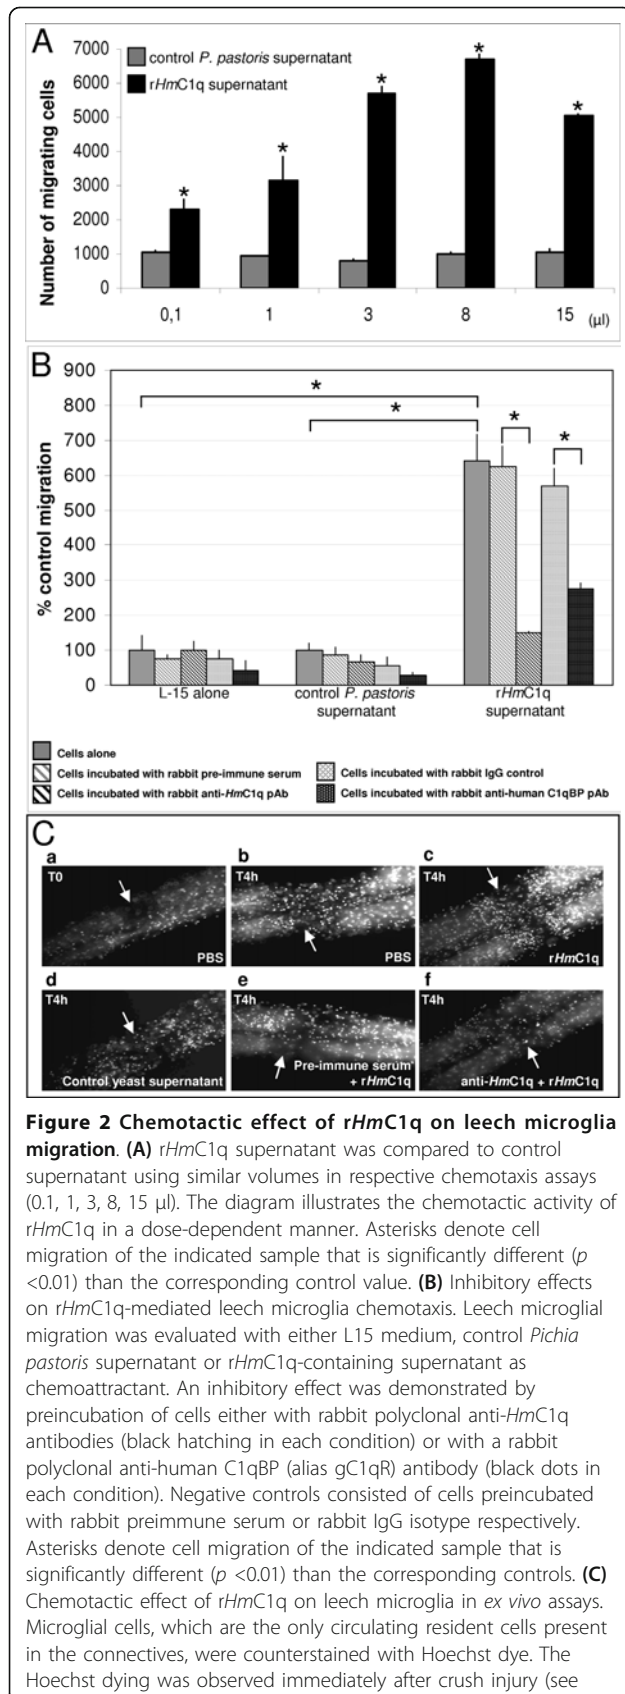 A
7000
6000
5000
4000
3000
2000
1000
0
Number of migrating cells
control P. pastoris supernatant
rHmC1q supernatant
*
*
*
*
*
0,1 1 3 8 15 (µl)
B
900
800
700
600
500
400
300
200
100
0
% control migration
*
*
*
*
L-15 alone
control P. pastoris
supernatant
rHmC1q
supernatant
Cells alone
Cells incubated with rabbit pre-immune serum
Cells incubated with rabbit IgG control
Cells incubated with rabbit anti-HmC1q pAb
Cells incubated with rabbit anti-human C1qBP pAb
C
a b c
T0 T4h T4h
PBS PBS rHmC1q
d e f
T4h T4h T4h
Control yeast supernatant
Pre-immune serum
+ rHmC1q
anti-HmC1q + rHmC1q
Figure 2 Chemotactic effect of rHmC1q on leech microglia
migration. (A) rHmC1q supernatant was compared to control
supernatant using similar volumes in respective chemotaxis assays
(0.1, 1, 3, 8, 15 µl). The diagram illustrates the chemotactic activity of
rHmC1q in a dose-dependent manner. Asterisks denote cell
migration of the indicated sample that is significantly different (p
<0.01) than the corresponding control value. (B) Inhibitory effects
on rHmC1q-mediated leech microglia chemotaxis. Leech microglial
migration was evaluated with either L15 medium, control Pichia
pastoris supernatant or rHmC1q-containing supernatant as
chemoattractant. An inhibitory effect was demonstrated by
preincubation of cells either with rabbit polyclonal anti-HmC1q
antibodies (black hatching in each condition) or with a rabbit
polyclonal anti-human C1qBP (alias gC1qR) antibody (black dots in
each condition). Negative controls consisted of cells preincubated
with rabbit preimmune serum or rabbit IgG isotype respectively.
Asterisks denote cell migration of the indicated sample that is
significantly different (p <0.01) than the corresponding controls. (C)
Chemotactic effect of rHmC1q on leech microglia in ex vivo assays.
Microglial cells, which are the only circulating resident cells present
in the connectives, were counterstained with Hoechst dye. The
Hoechst dying was observed immediately after crush injury (see